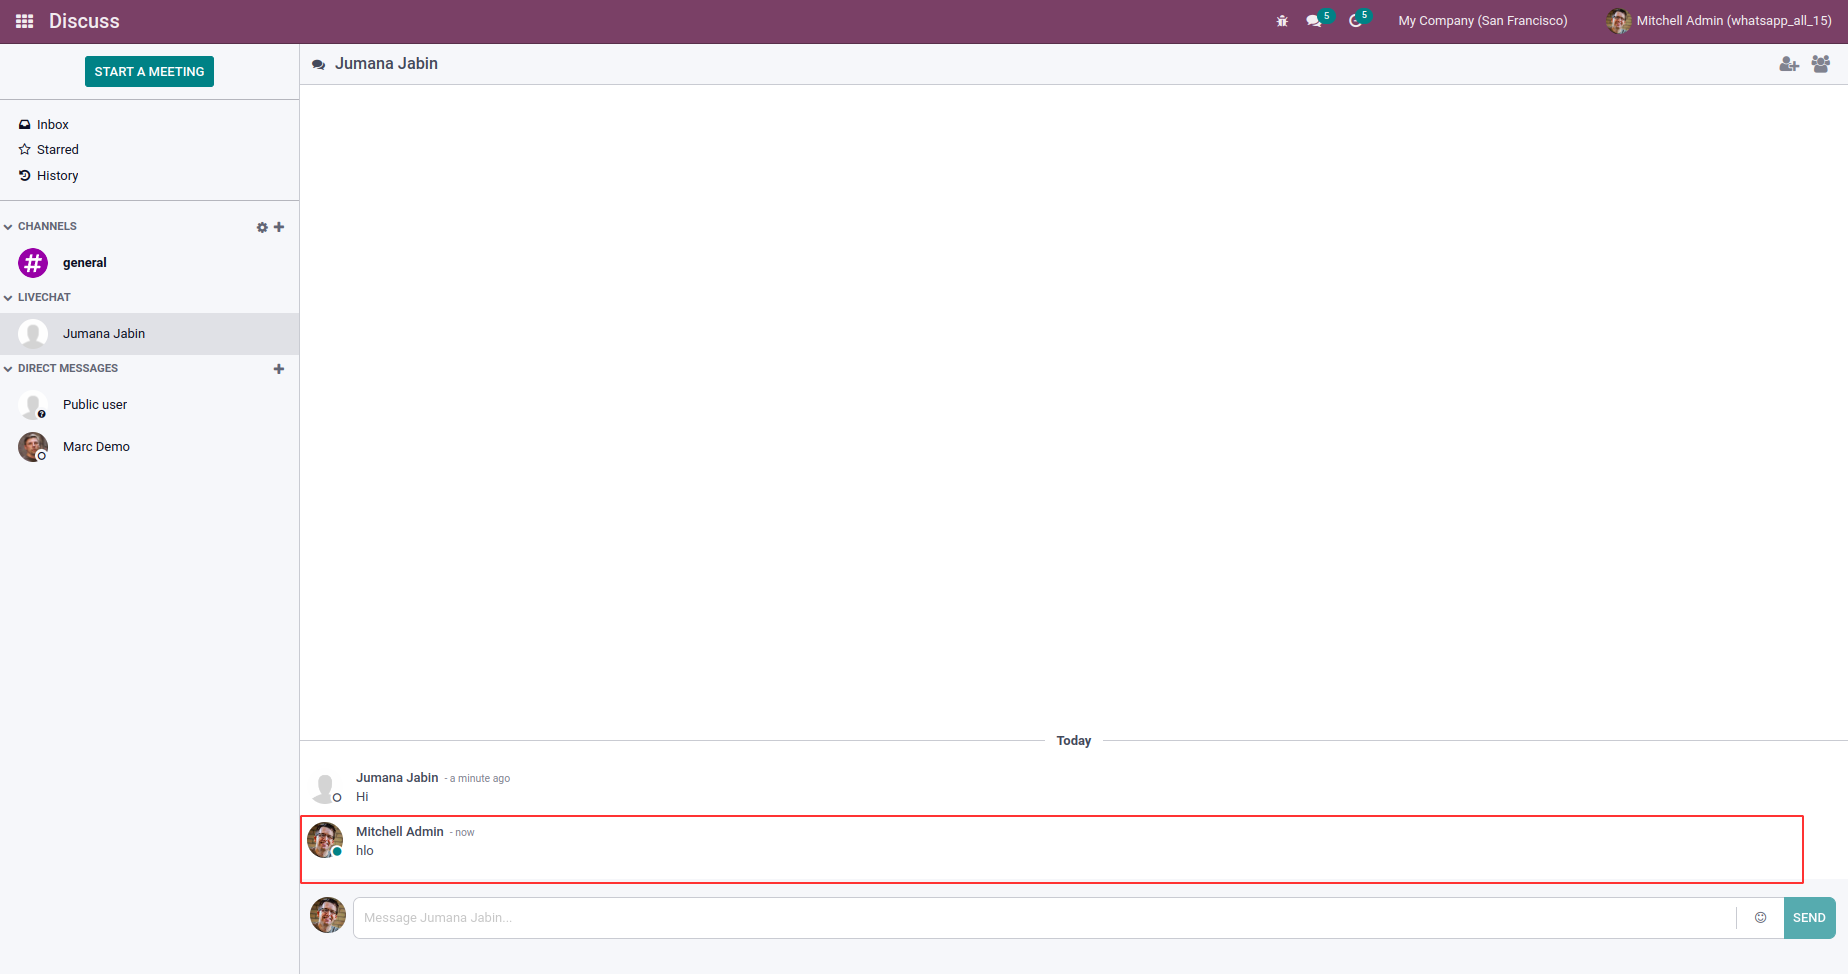 Discuss
5
5
My Company (San Francisco)
Mitchell Admin (whatsapp_all_15)
START A MEETING
Inbox
Starred
History
CHANNELS
general
LIVECHAT
Jumana Jabin
DIRECT MESSAGES
Public user
Marc Demo
Jumana Jabin
Today
Jumana Jabin - a minute ago
Hi
Mitchell Admin - now
hlo
Message Jumana Jabin...
SEND